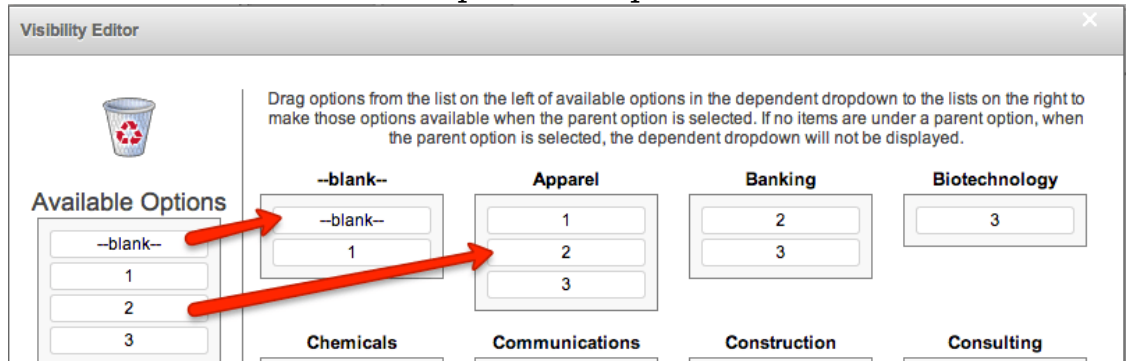 Visibility Editor
Drag options from the list on the left of available options in the dependent dropdown to the lists on the right to
make those options available when the parent option is selected. If no items are under a parent option, when
the parent option is selected, the dependent dropdown will not be displayed.
Available Options
--blank--
1
2
3
--blank--
--blank--
1
Apparel
1
2
3
Banking
2
3
Biotechnology
3
Chemicals
Communications
Construction
Consulting